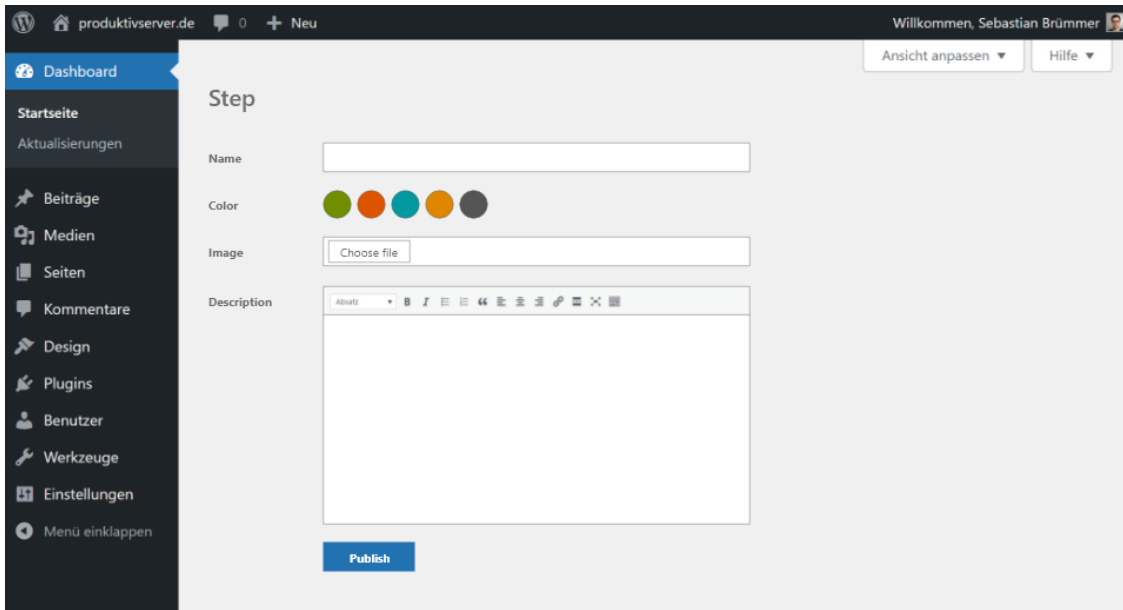 produktivserver.de 0 Neu Willkommen, Sebastian Brümmer
Ansicht anpassen Hilfe
Dashboard
Startseite
Aktualisierungen
Beiträge
Medien
Seiten
Kommentare
Design
Plugins
Benutzer
Werkzeuge
Einstellungen
Menü einklappen
Step
Name
Color
Image Choose file
Description Absatz B I
Publish